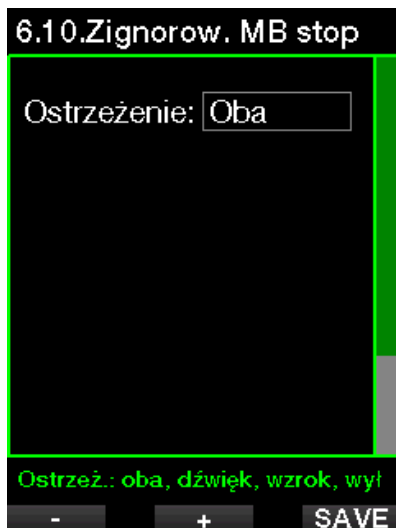 6.10.Zignorow. MB stop
Ostrzeżenie: Oba
Ostrzeż.: oba, dźwięk, wzrok, wył
- + SAVE